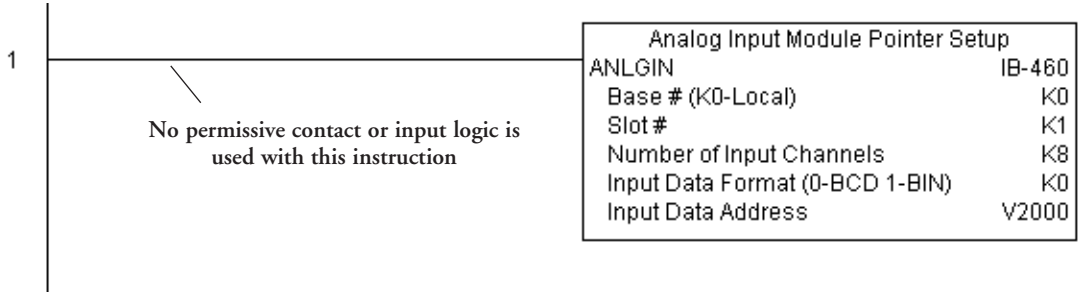 1
No permissive contact or input logic is
used with this instruction
Analog Input Module Pointer Setup
ANLGIN IB-460
Base # (K0-Local) K0
Slot # K1
Number of Input Channels K8
Input Data Format (0-BCD 1-BIN) K0
Input Data Address V2000